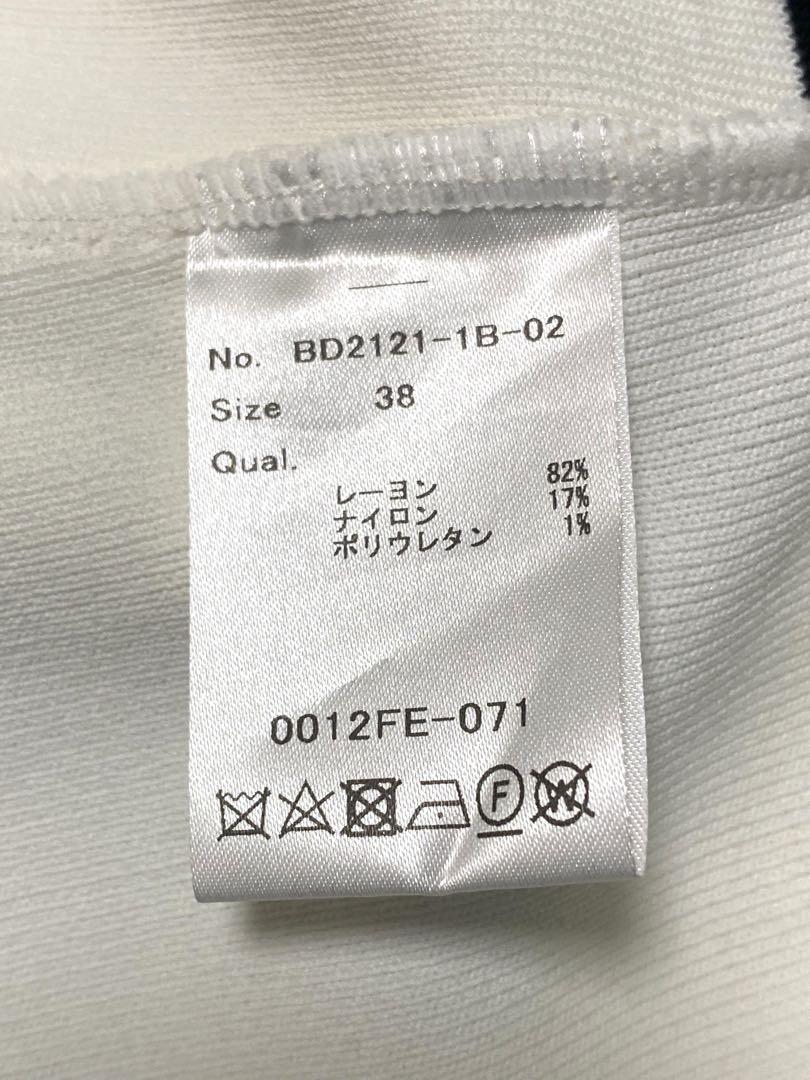 No. BD2121-1B-02
Size 38
Qual.
レーヨン 82%
ナイロン 17%
ポリウレタン 1%
0012FE-071
F W